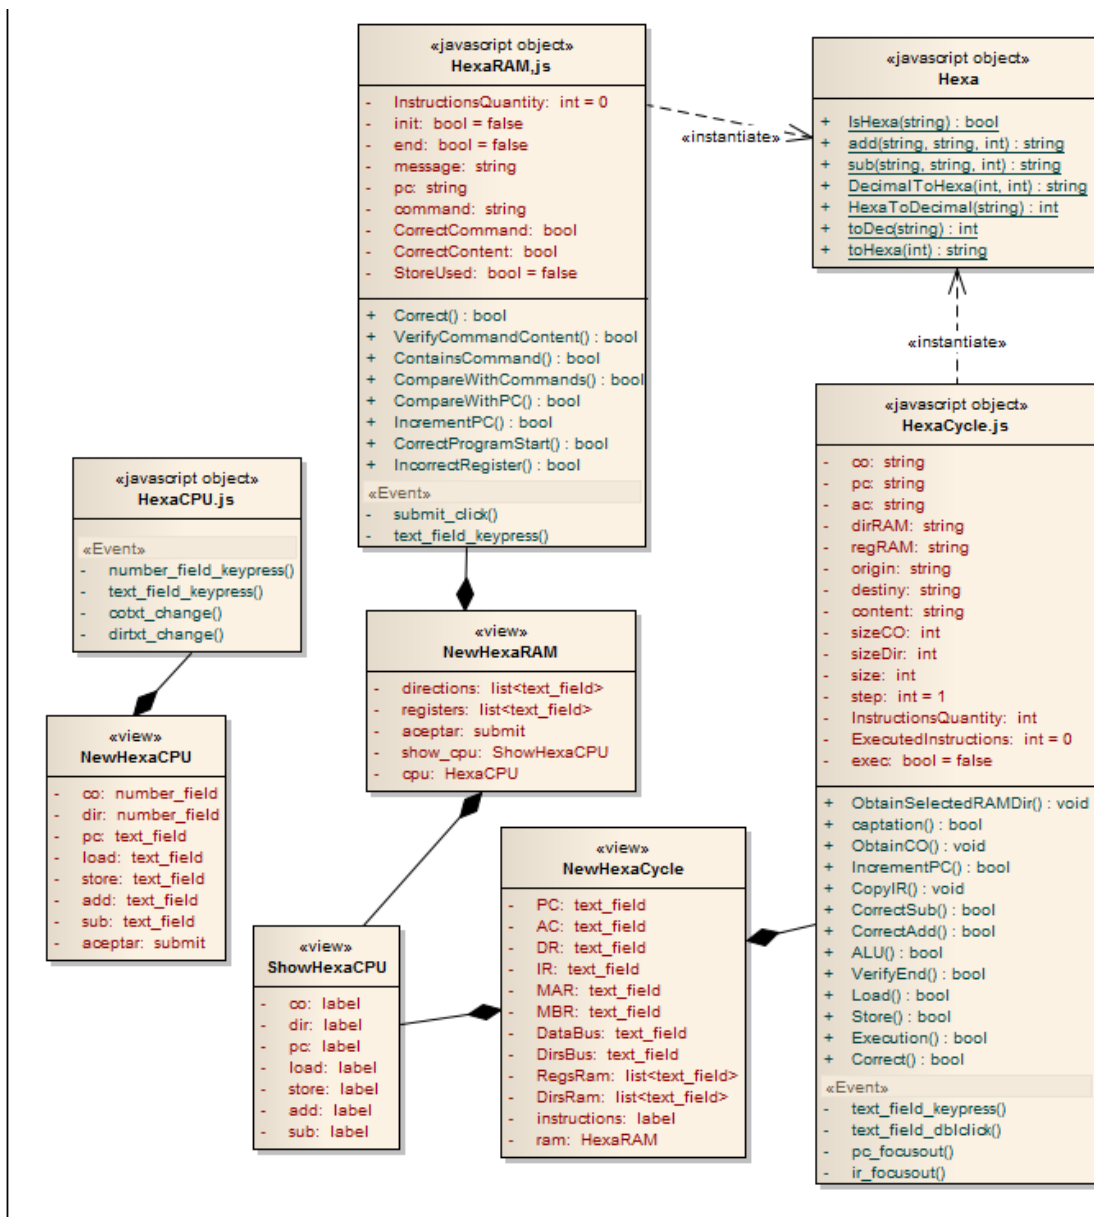 «javascript object»
HexaRAM,js
- InstructionsQuantity: int = 0
- init: bool = false
- end: bool = false
- message: string
- pc: string
- command: string
- CorrectCommand: bool
- CorrectContent: bool
- StoreUsed: bool = false
+ Correct() : bool
+ VerifyCommandContent() : bool
+ ContainsCommand() : bool
+ CompareWithCommands() : bool
+ CompareWithPC() : bool
+ IncrementPC() : bool
+ CorrectProgramStart() : bool
+ IncorrectRegister() : bool
«Event»
- submit_click()
- text_field_keypress()
«instantiate»
«javascript object»
Hexa
+ IsHexa(string) : bool
+ add(string, string, int) : string
+ sub(string, string, int) : string
+ DecimalToHexa(int, int) : string
+ HexaToDecimal(string) : int
+ toDec(string) : int
+ toHexa(int) : string
«instantiate»
«javascript object»
HexaCycle.js
- co: string
- pc: string
- ac: string
- dirRAM: string
- regRAM: string
- origin: string
- destiny: string
- content: string
- sizeCO: int
- sizeDir: int
- size: int
- step: int = 1
- InstructionsQuantity: int
- ExecutedInstructions: int = 0
- exec: bool = false
+ ObtainSelectedRAMDir() : void
+ captation() : bool
+ ObtainCO() : void
+ IncrementPC() : bool
+ CopyIR() : void
+ CorrectSub() : bool
+ CorrectAdd() : bool
+ ALU() : bool
+ VerifyEnd() : bool
+ Load() : bool
+ Store() : bool
+ Execution() : bool
+ Correct() : bool
«Event»
- text_field_keypress()
- text_field_dblclick()
- pc_focusout()
- ir_focusout()
«javascript object»
HexaCPU.js
«Event»
- number_field_keypress()
- text_field_keypress()
- cotxt_change()
- dirtxt_change()
«view»
NewHexaRAM
- directions: list<text_field>
- registers: list<text_field>
- aceptar: submit
- show_cpu: ShowHexaCPU
- cpu: HexaCPU
«view»
NewHexaCPU
- co: number_field
- dir: number_field
- pc: text_field
- load: text_field
- store: text_field
- add: text_field
- sub: text_field
- aceptar: submit
«view»
NewHexaCycle
- PC: text_field
- AC: text_field
- DR: text_field
- IR: text_field
- MAR: text_field
- MBR: text_field
- DataBus: text_field
- DirsBus: text_field
- RegsRam: list<text_field>
- DirsRam: list<text_field>
- instructions: label
- ram: HexaRAM
«view»
ShowHexaCPU
- co: label
- dir: label
- pc: label
- load: label
- store: label
- add: label
- sub: label